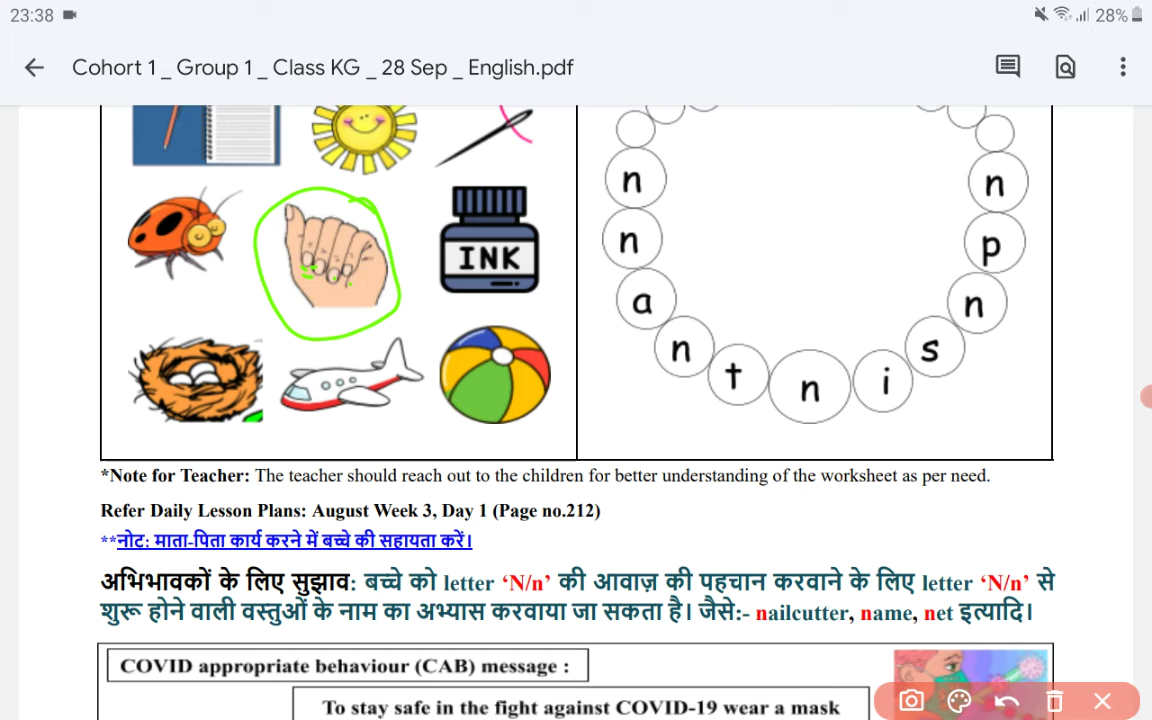 23:38
28%
Cohort 1 _ Group 1 _ Class KG _ 28 Sep _ English.pdf
INK
n
n
a
n
t
n
i
s
n
p
n
*Note for Teacher: The teacher should reach out to the children for better understanding of the worksheet as per need.
Refer Daily Lesson Plans: August Week 3, Day 1 (Page no.212)
**नोट: माता-पिता कार्य करने में बच्चे की सहायता करें।
अभिभावकों के लिए सुझाव: बच्चे को letter ‘N/n’ की आवाज़ की पहचान करवाने के लिए letter ‘N/n’ से
शुरू होने वाली वस्तुओं के नाम का अभ्यास करवाया जा सकता है। जैसे:- nailcutter, name, net इत्यादि।
COVID appropriate behaviour (CAB) message :
To stay safe in the fight against COVID-19 wear a mask